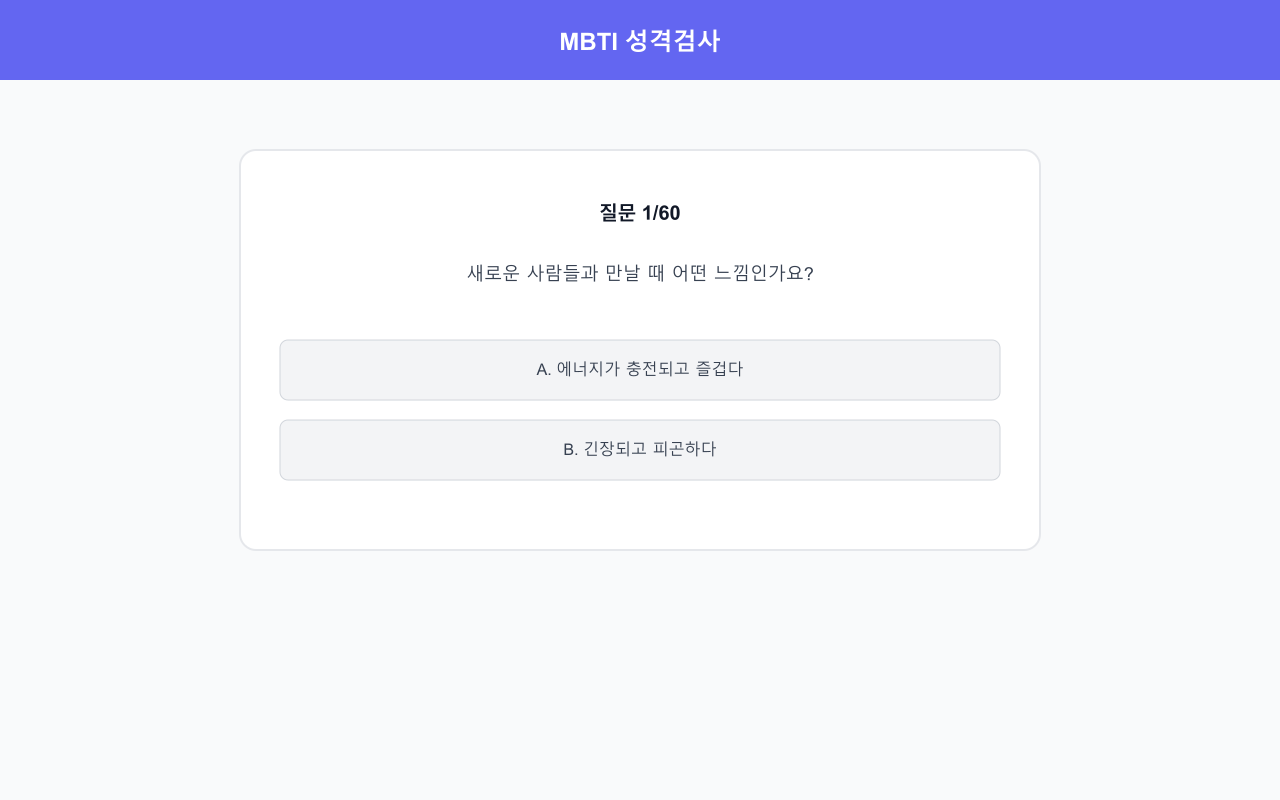 MBTI 성격검사
질문 1/60
새로운 사람들과 만날 때 어떤 느낌인가요?
A. 에너지가 충전되고 즐겁다
B. 긴장되고 피곤하다